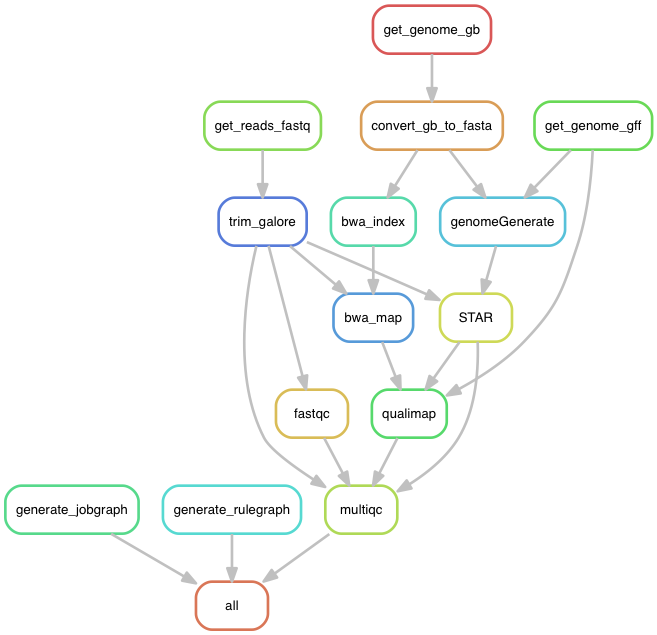 get_genome_gb
get_reads_fastq
convert_gb_to_fasta
get_genome_gff
trim_galore
bwa_index
genomeGenerate
bwa_map
STAR
fastqc
qualimap
generate_jobgraph
generate_rulegraph
multiqc
all